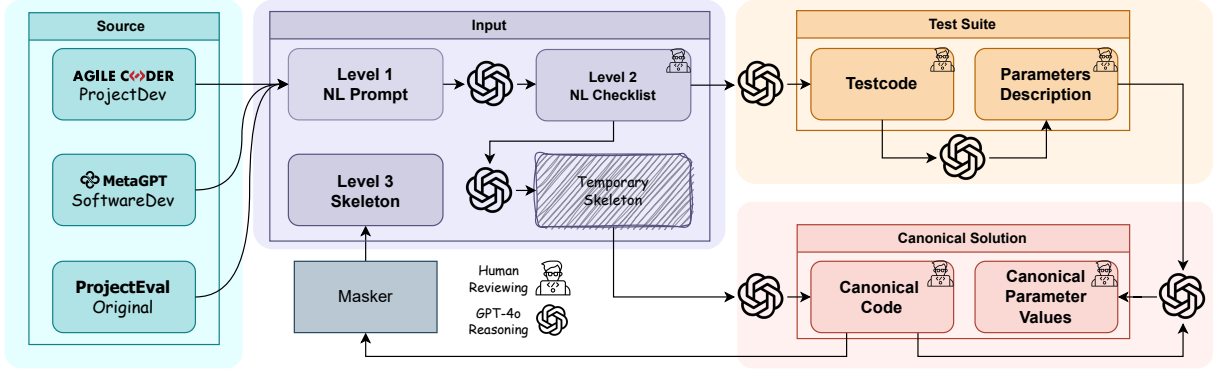 Source
AGILE C</>DER
ProjectDev
MetaGPT
SoftwareDev
ProjectEval
Original
Input
Level 1
NL Prompt
Level 2
NL Checklist
Level 3
Skeleton
Temporary
Skeleton
Masker
Human
Reviewing
GPT-4o
Reasoning
Test Suite
Testcode
Parameters
Description
Canonical Solution
Canonical
Code
Canonical
Parameter
Values